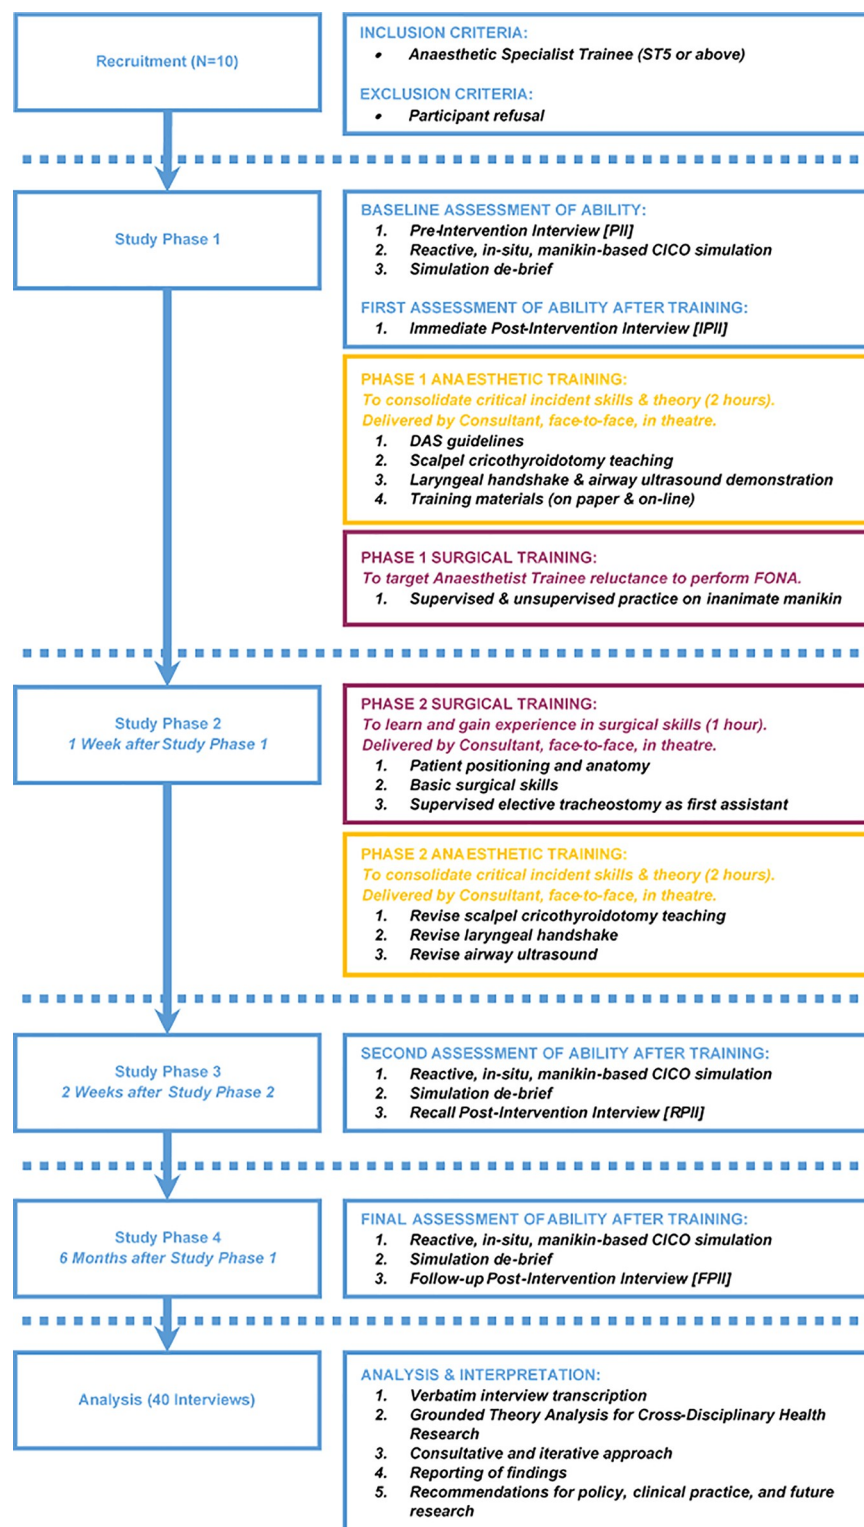 Recruitment (N=10)
INCLUSION CRITERIA:
• Anaesthetic Specialist Trainee (ST5 or above)
EXCLUSION CRITERIA:
• Participant refusal
Study Phase 1
BASELINE ASSESSMENT OF ABILITY:
1. Pre-Intervention Interview [PII]
2. Reactive, in-situ, manikin-based CICO simulation
3. Simulation de-brief
FIRST ASSESSMENT OF ABILITY AFTER TRAINING:
1. Immediate Post-Intervention Interview [IPII]
PHASE 1 ANAESTHETIC TRAINING:
To consolidate critical incident skills & theory (2 hours).
Delivered by Consultant, face-to-face, in theatre.
1. DAS guidelines
2. Scalpel cricothyroidotomy teaching
3. Laryngeal handshake & airway ultrasound demonstration
4. Training materials (on paper & on-line)
PHASE 1 SURGICAL TRAINING:
To target Anaesthetist Trainee reluctance to perform FONA.
1. Supervised & unsupervised practice on inanimate manikin
Study Phase 2
1 Week after Study Phase 1
PHASE 2 SURGICAL TRAINING:
To learn and gain experience in surgical skills (1 hour).
Delivered by Consultant, face-to-face, in theatre.
1. Patient positioning and anatomy
2. Basic surgical skills
3. Supervised elective tracheostomy as first assistant
PHASE 2 ANAESTHETIC TRAINING:
To consolidate critical incident skills & theory (2 hours).
Delivered by Consultant, face-to-face, in theatre.
1. Revise scalpel cricothyroidotomy teaching
2. Revise laryngeal handshake
3. Revise airway ultrasound
Study Phase 3
2 Weeks after Study Phase 2
SECOND ASSESSMENT OF ABILITY AFTER TRAINING:
1. Reactive, in-situ, manikin-based CICO simulation
2. Simulation de-brief
3. Recall Post-Intervention Interview [RPII]
Study Phase 4
6 Months after Study Phase 1
FINAL ASSESSMENT OF ABILITY AFTER TRAINING:
1. Reactive, in-situ, manikin-based CICO simulation
2. Simulation de-brief
3. Follow-up Post-Intervention Interview [FPII]
Analysis (40 Interviews)
ANALYSIS & INTERPRETATION:
1. Verbatim interview transcription
2. Grounded Theory Analysis for Cross-Disciplinary Health
Research
3. Consultative and iterative approach
4. Reporting of findings
5. Recommendations for policy, clinical practice, and future
research